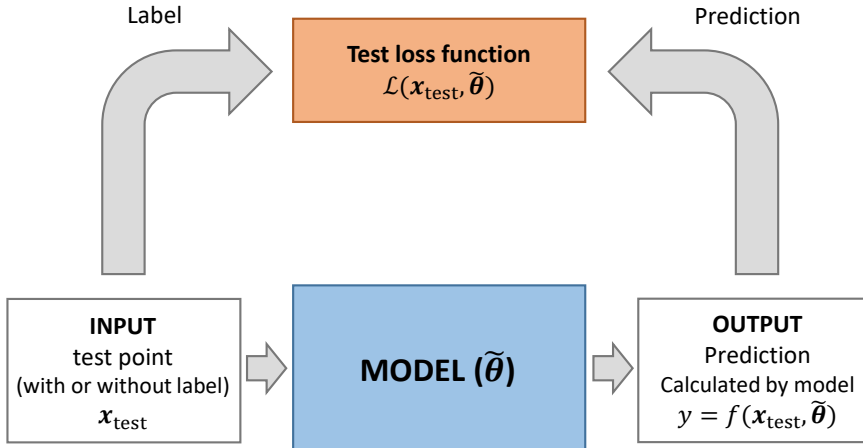 Label
Prediction
Test loss function
ℒ(𝒙test, 𝜽̃)
INPUT
test point
(with or without label)
𝒙test
MODEL (𝜽̃)
OUTPUT
Prediction
Calculated by model
𝑦 = 𝑓(𝒙test, 𝜽̃)